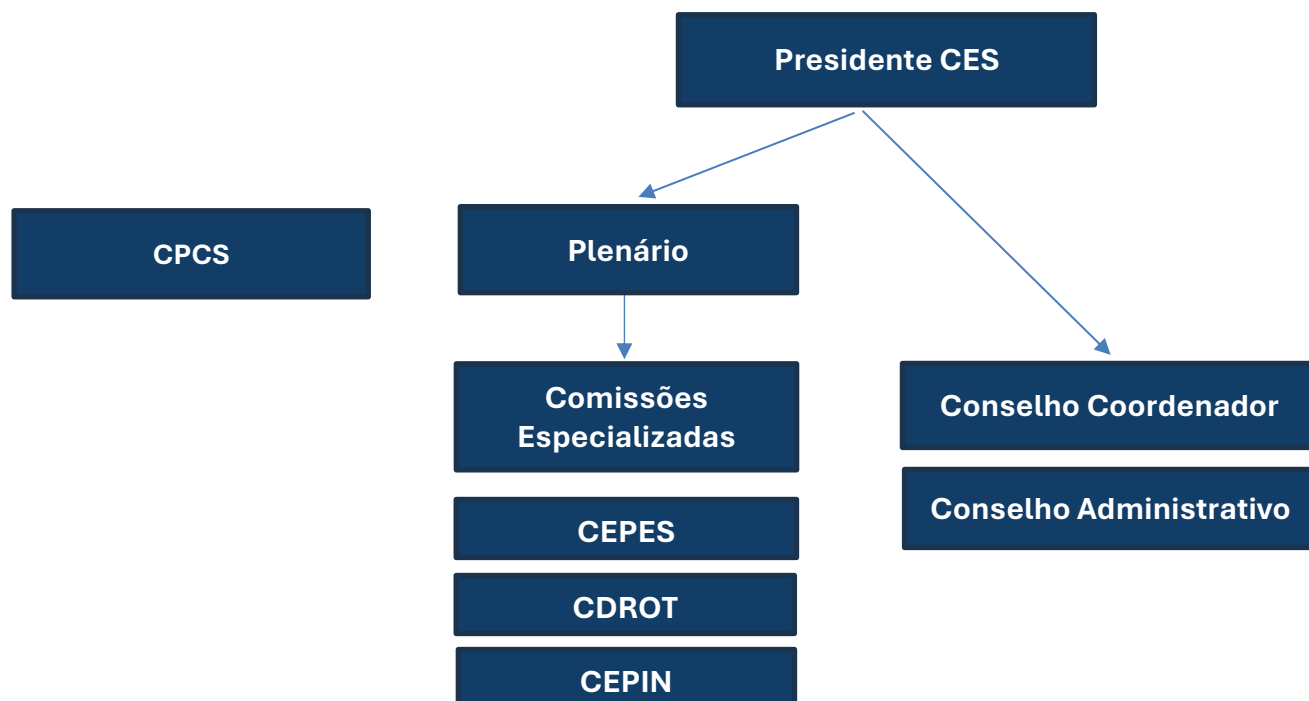 Presidente CES
CPCS
Plenário
Comissões
Especializadas
Conselho Coordenador
Conselho Administrativo
CEPES
CDROT
CEPIN